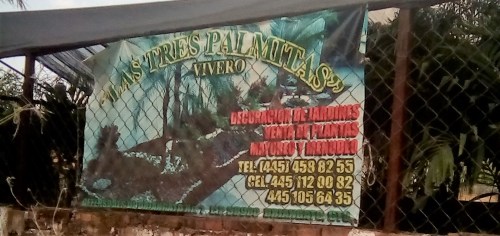 "LAS TRES PALMITAS"
VIVERO
DECORACION DE JARDINES
VENTA DE PLANTAS
MAYOREO Y MENUDEO
TEL. (445) 458 82 55
CEL. 445 112 00 82
445 105 64 35